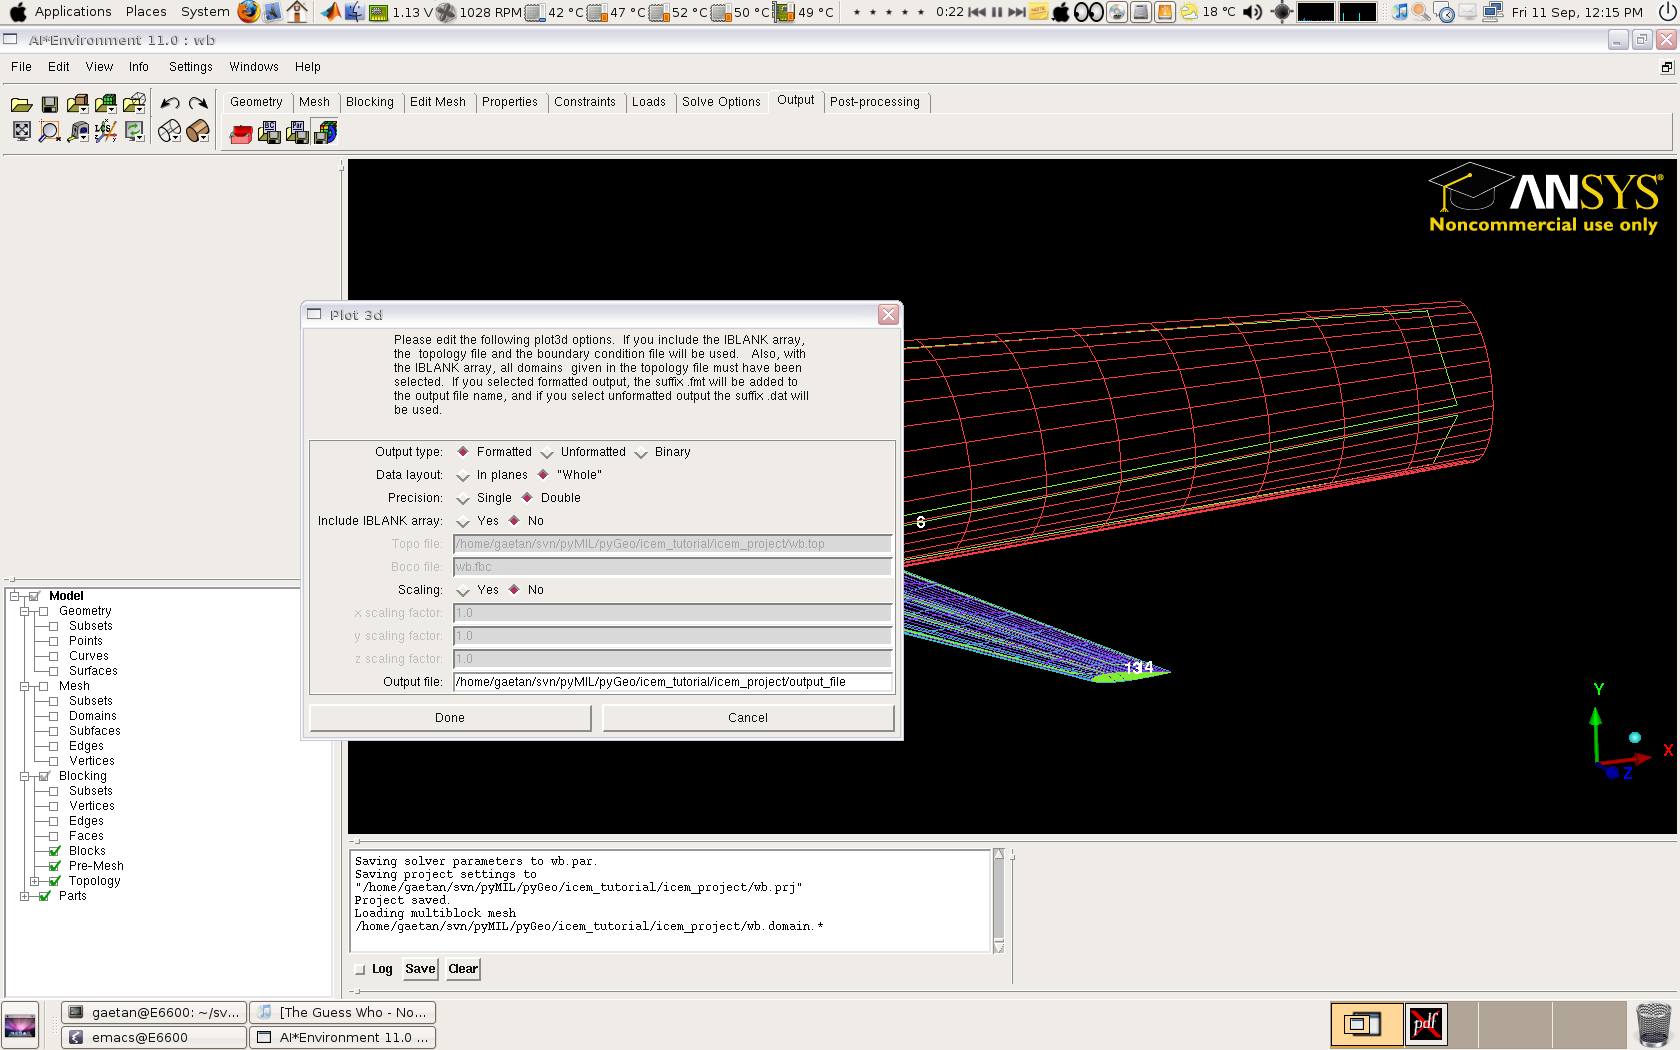 Applications Places System 1.13 V 1028 RPM 42 °C 47 °C 52 °C 50 °C 49 °C 0:22 18 °C Fri 11 Sep, 12:15 PM
AI*Environment 11.0 : wb
File Edit View Info Settings Windows Help
Geometry Mesh Blocking Edit Mesh Properties Constraints Loads Solve Options Output Post-processing
LCS
BC Par
ANSYS®
Noncommercial use only
Plot 3d
Please edit the following plot3d options. If you include the IBLANK array,
the topology file and the boundary condition file will be used. Also, with
the IBLANK array, all domains given in the topology file must have been
selected. If you selected formatted output, the suffix .fmt will be added to
the output file name, and if you select unformatted output the suffix .dat will
be used.
Output type: Formatted Unformatted Binary
Data layout: In planes "Whole"
Precision: Single Double
Include IBLANK array: Yes No
Topo file: /home/gaetan/svn/pyMIL/pyGeo/icem_tutorial/icem_project/wb.top
Boco file: wb.fbc
Scaling: Yes No
x scaling factor: 1.0
y scaling factor: 1.0
z scaling factor: 1.0
Output file: /home/gaetan/svn/pyMIL/pyGeo/icem_tutorial/icem_project/output_file
Done Cancel
6
1314
Y
X
Z
Model
Geometry
Subsets
Points
Curves
Surfaces
Mesh
Subsets
Domains
Subfaces
Edges
Vertices
Blocking
Subsets
Vertices
Edges
Faces
Blocks
Pre-Mesh
Topology
Parts
Saving solver parameters to wb.par.
Saving project settings to
"/home/gaetan/svn/pyMIL/pyGeo/icem_tutorial/icem_project/wb.prj"
Project saved.
Loading multiblock mesh
/home/gaetan/svn/pyMIL/pyGeo/icem_tutorial/icem_project/wb.domain.*
Log Save Clear
gaetan@E6600: ~/sv... [The Guess Who - No...
emacs@E6600 AI*Environment 11.0 ...
pdf